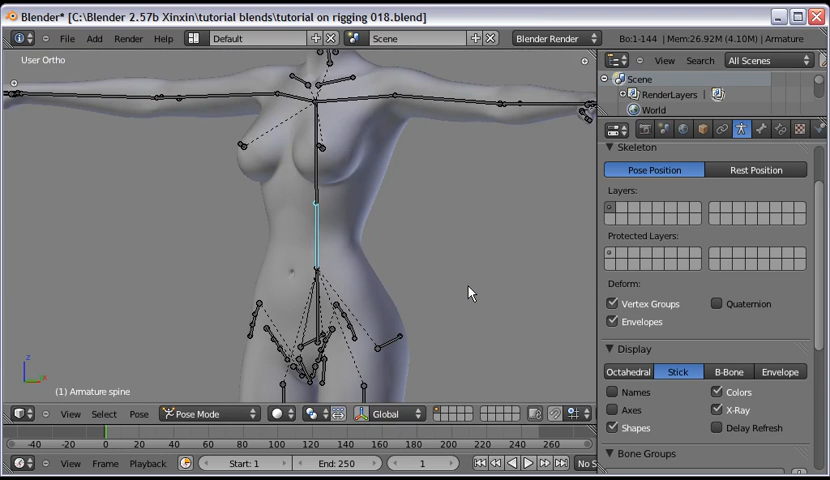 Blender* [C:\Blender 2.57b Xinxin\tutorial blends\tutorial on rigging 018.blend]
File Add Render Help Default Scene Blender Render Bo:1-144 | Mem:26.92M (4.10M) | Armature
User Ortho
View Search All Scenes
Scene
RenderLayers |
World
Skeleton
Pose Position Rest Position
Layers:
Protected Layers:
Deform:
Vertex Groups Quaternion
Envelopes
Display
Octahedral Stick B-Bone Envelope
Names Colors
Axes X-Ray
Shapes Delay Refresh
Bone Groups
z
x
(1) Armature spine
View Select Pose Pose Mode Global
-40 -20 0 20 40 60 80 100 120 140 160 180 200 220 240 260
View Frame Playback Start: 1 End: 250 1 No S